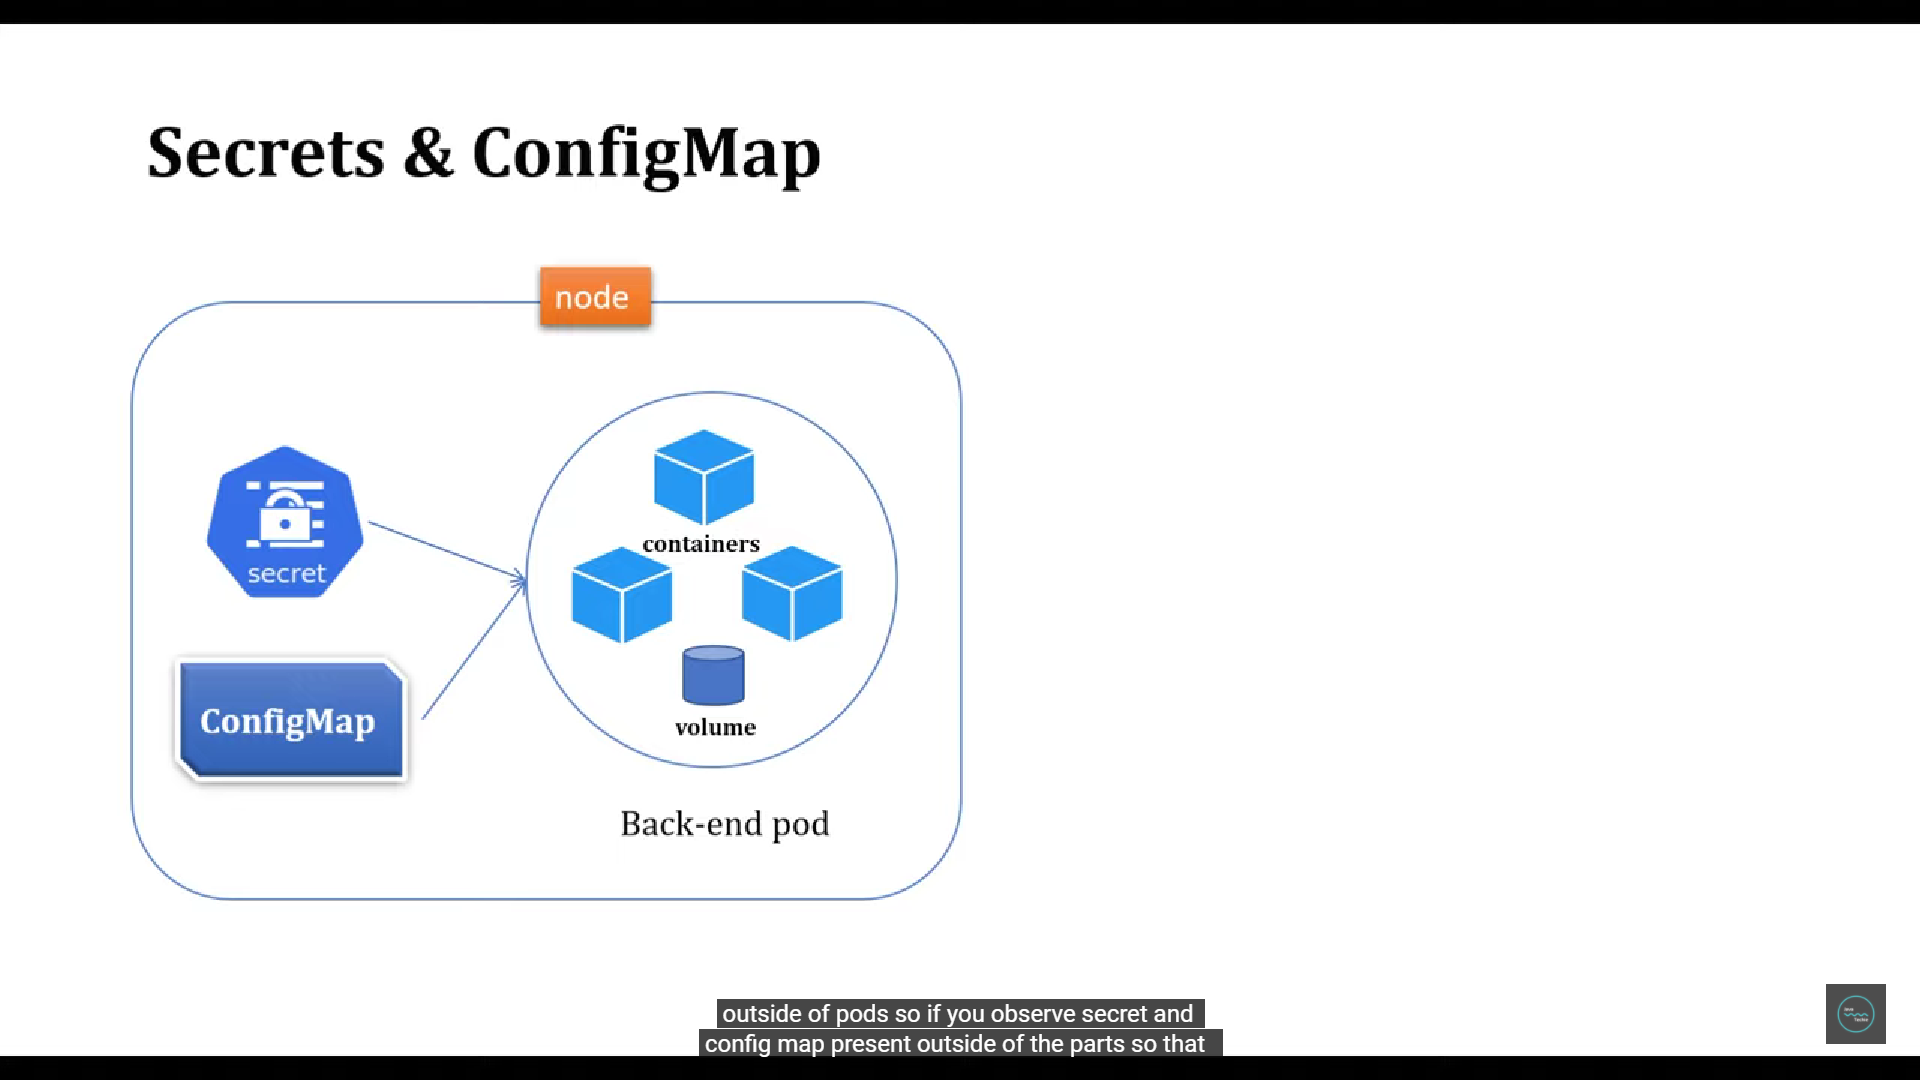 Secrets & ConfigMap
node
secret
containers
ConfigMap
volume
Back-end pod
outside of pods so if you observe secret and
config map present outside of the parts so that